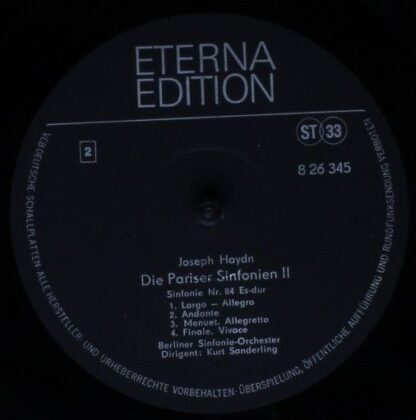 ETERNA
EDITION
ST 33
2
8 26 345
Joseph Haydn
Die Pariser Sinfonien II
Sinfonie Nr. 84 Es-dur
1. Largo – Allegro
2. Andante
3. Menuet. Allegretto
4. Finale. Vivace
Berliner Sinfonie-Orchester
Dirigent: Kurt Sanderling
VEB DEUTSCHE SCHALLPLATTEN ALLE HERSTELLER- UND URHEBERRECHTE VORBEHALTEN · ÜBERSPIELUNG, ÖFFENTLICHE AUFFÜHRUNG UND RUNDFUNKSENDUNG VERBOTEN